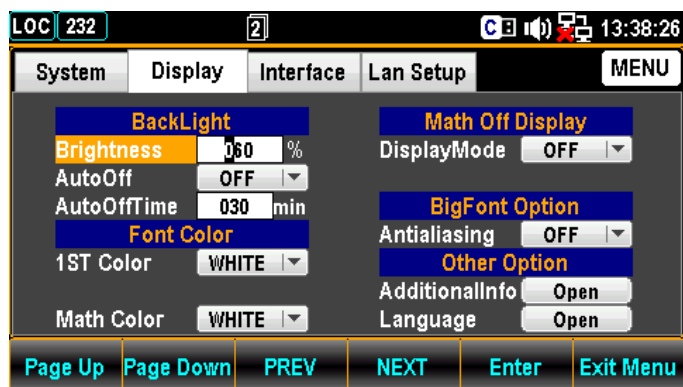 LOC 232 2 C 13:38:26
System Display Interface Lan Setup MENU
BackLight
Brightness 060 %
AutoOff OFF
AutoOffTime 030 min
Font Color
1ST Color WHITE
Math Color WHITE
Math Off Display
DisplayMode OFF
BigFont Option
Antialiasing OFF
Other Option
AdditionalInfo Open
Language Open
Page Up Page Down PREV NEXT Enter Exit Menu